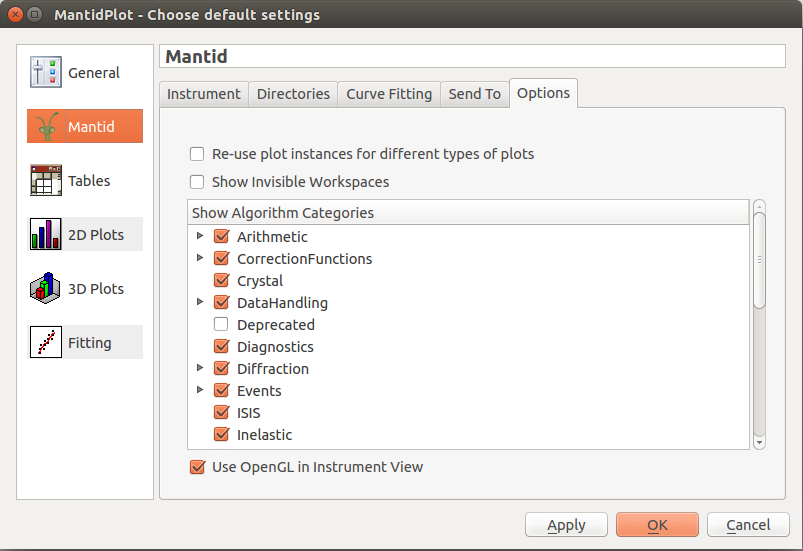 MantidPlot - Choose default settings
General
Mantid
Tables
2D Plots
3D Plots
Fitting
Mantid
Instrument Directories Curve Fitting Send To Options
Re-use plot instances for different types of plots
Show Invisible Workspaces
Show Algorithm Categories
Arithmetic
CorrectionFunctions
Crystal
DataHandling
Deprecated
Diagnostics
Diffraction
Events
ISIS
Inelastic
Use OpenGL in Instrument View
Apply OK Cancel